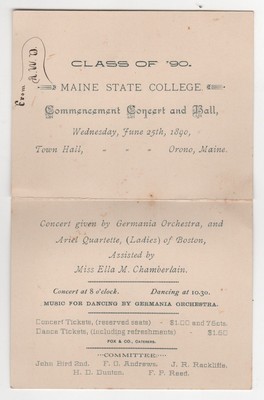 From A.W.D.
CLASS OF '90.
MAINE STATE COLLEGE
Commencement Concert and Ball,
Wednesday, June 25th, 1890,
Town Hall, - - - Orono, Maine.
Concert given by Germania Orchestra, and
Ariel Quartette, (Ladies) of Boston,
Assisted by
Miss Ella M. Chamberlain.
Concert at 8 o'clock. Dancing at 10.30.
MUSIC FOR DANCING BY GERMANIA ORCHESTRA.
Concert Tickets, (reserved seats) - $1.00 and 75cts.
Dance Tickets, (including refreshments) - $1.50
FOX & CO., CATERERS.
COMMITTEE:
John Bird 2nd. F. O. Andrews. J. R. Rackliffe.
H. D. Dunton. F. P. Reed.